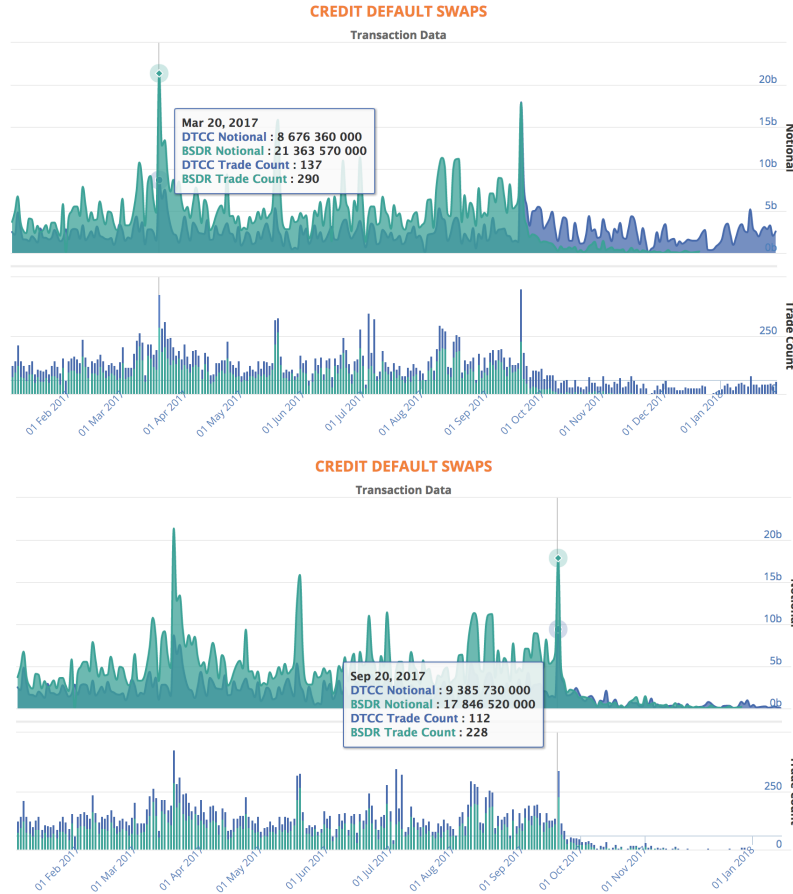 CREDIT DEFAULT SWAPS
Transaction Data
20b
15b
10b
5b
0b
Notional
Mar 20, 2017
DTCC Notional : 8 676 360 000
BSDR Notional : 21 363 570 000
DTCC Trade Count : 137
BSDR Trade Count : 290
250
Trade Count
01 Feb 2017
01 Mar 2017
01 Apr 2017
01 May 2017
01 Jun 2017
01 Jul 2017
01 Aug 2017
01 Sep 2017
01 Oct 2017
01 Nov 2017
01 Dec 2017
01 Jan 2018
CREDIT DEFAULT SWAPS
Transaction Data
20b
15b
10b
5b
0b
Sep 20, 2017
DTCC Notional : 9 385 730 000
BSDR Notional : 17 846 520 000
DTCC Trade Count : 112
BSDR Trade Count : 228
250
0
01 Feb 2017
01 Mar 2017
01 Apr 2017
01 May 2017
01 Jun 2017
01 Jul 2017
01 Aug 2017
01 Sep 2017
01 Oct 2017
01 Nov 2017
01 Jan 2018